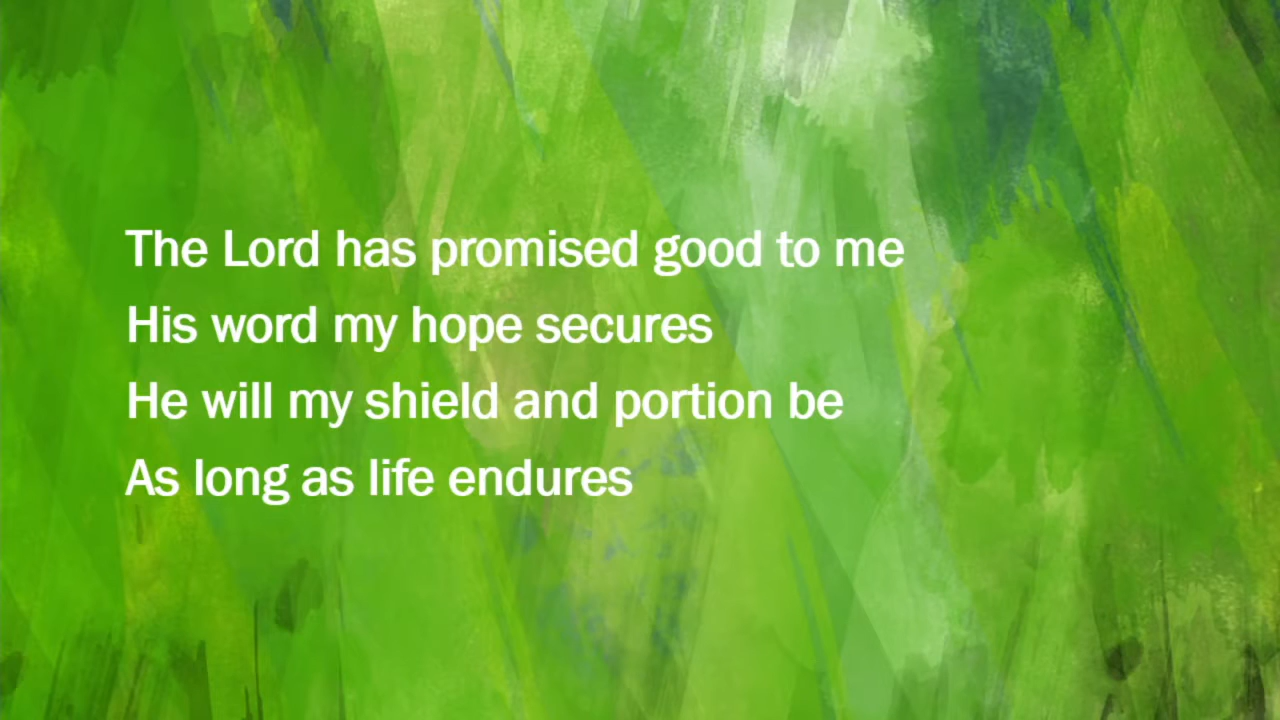 The Lord has promised good to me
His word my hope secures
He will my shield and portion be
As long as life endures